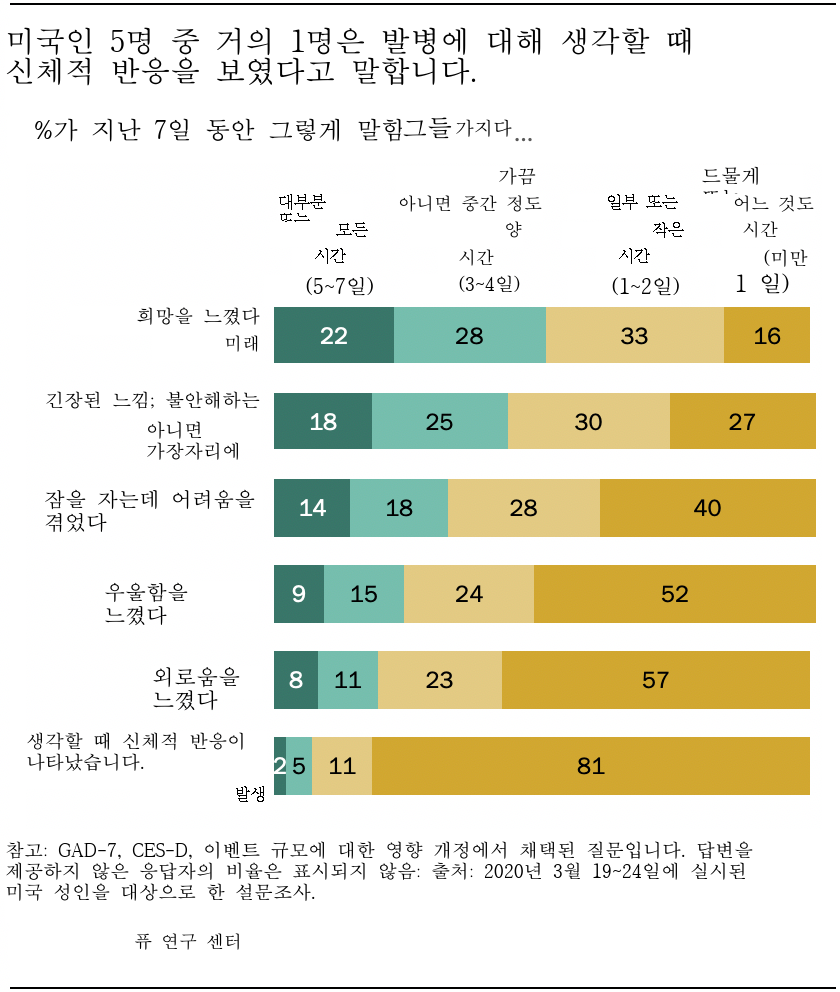 미국인 5명 중 거의 1명은 발병에 대해 생각할 때
신체적 반응을 보였다고 말합니다.
%가 지난 7일 동안 그렇게 말함그들 가지다...
대부분
모든
시간
(5~7일)
가끔
아니면 중간 정도
양
시간
(3~4일)
일부 또는
작은
시간
(1~2일)
드물게
어느 것도
시간
(미만
1 일)
희망을 느꼈다
미래
22 28 33 16
긴장된 느낌; 불안해하는
아니면
가장자리에
18 25 30 27
잠을 자는데 어려움을
겪었다
14 18 28 40
우울함을
느꼈다
9 15 24 52
외로움을
느꼈다
8 11 23 57
생각할 때 신체적 반응이
나타났습니다.
발생
2 5 11 81
참고: GAD-7, CES-D, 이벤트 규모에 대한 영향 개정에서 채택된 질문입니다. 답변을
제공하지 않은 응답자의 비율은 표시되지 않음: 출처: 2020년 3월 19~24일에 실시된
미국 성인을 대상으로 한 설문조사.
퓨 연구 센터